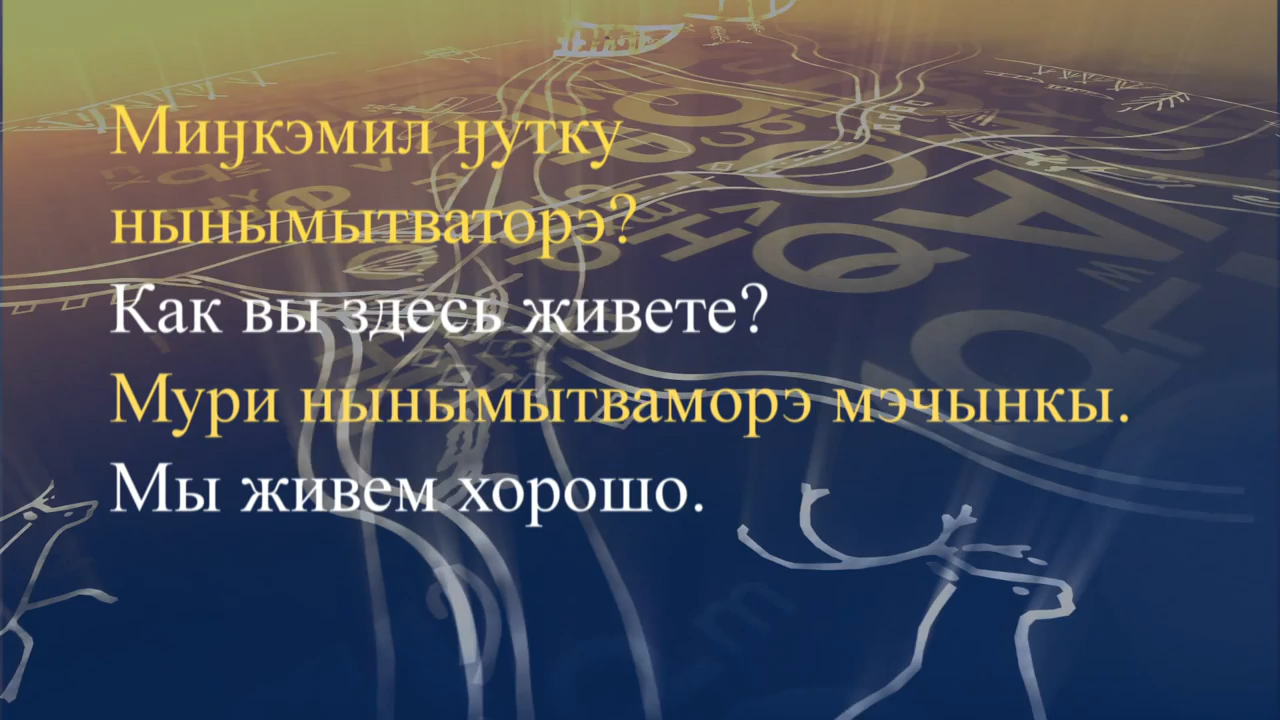 Миӈкэмил ӈутку
нынымытваторэ?
Как вы здесь живете?
Мури нынымытваморэ мэчынкы.
Мы живем хорошо.